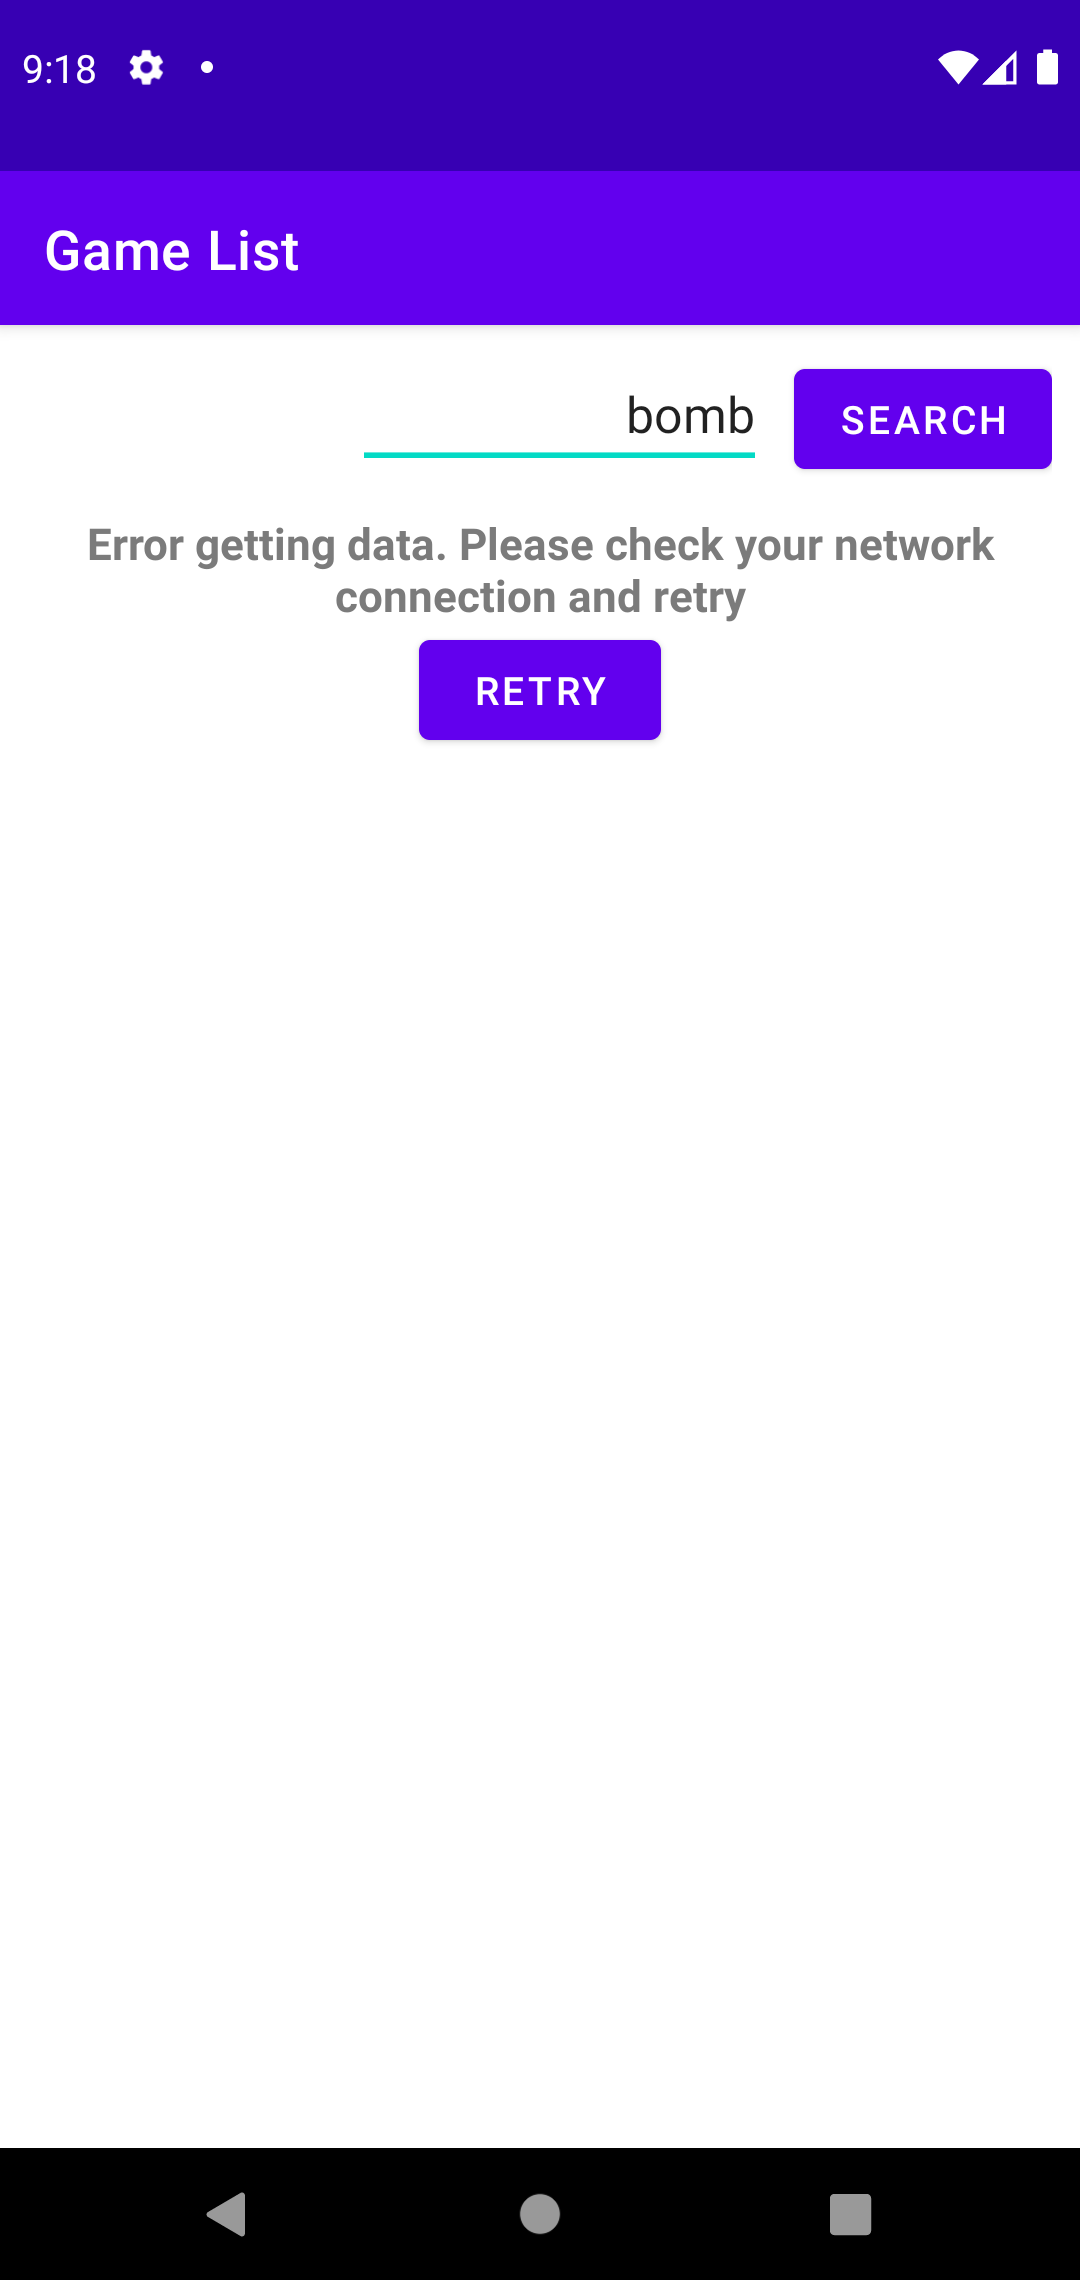 9:18
Game List
bomb
SEARCH
Error getting data. Please check your network
connection and retry
RETRY